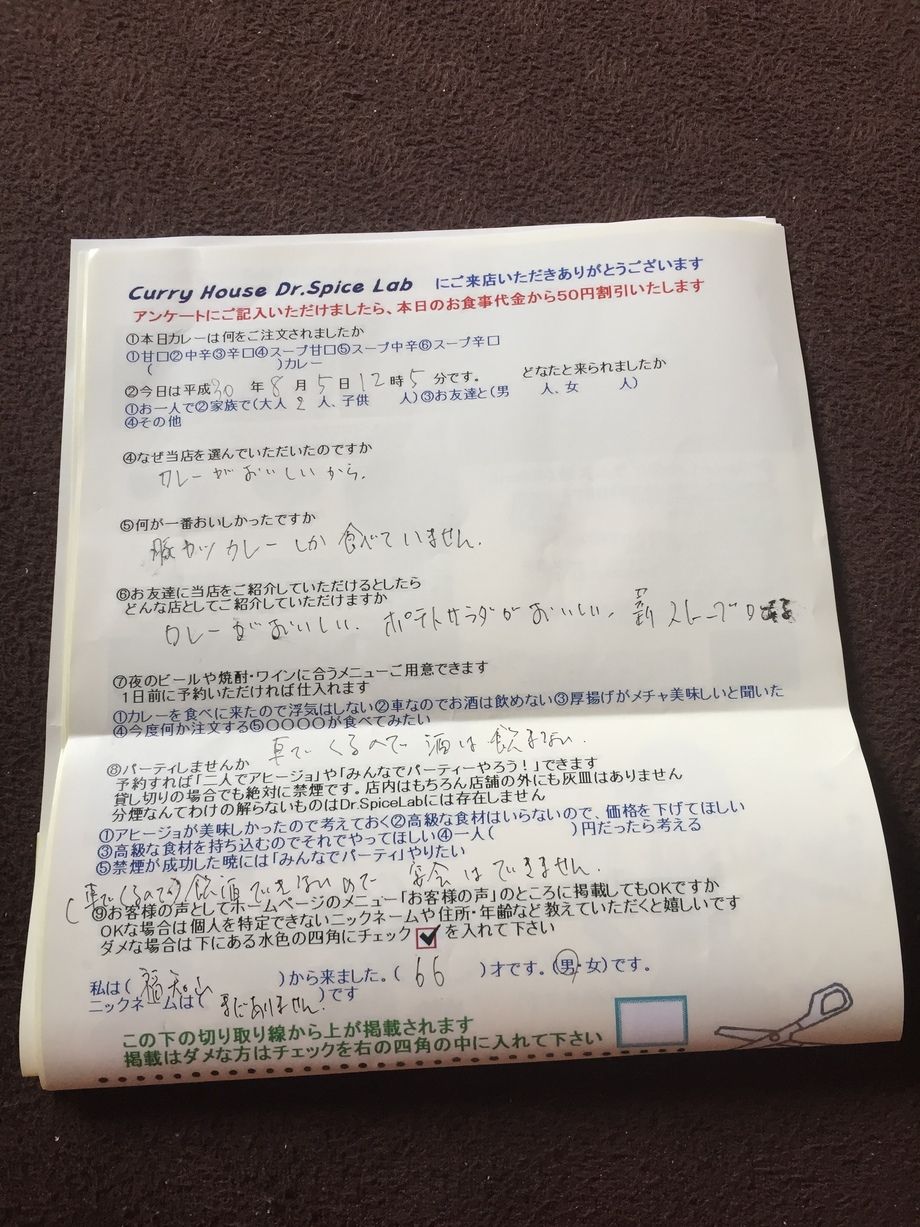 Curry House Dr.Spice Lab にご来店いただきありがとうございます
アンケートにご記入いただけましたら、本日のお食事代金から50円割引いたします
①本日カレーは何をご注文されましたか
①甘口②中辛③辛口④スープ甘口⑤スープ中辛⑥スープ辛口
( )カレー
②今日は平成30年8月5日12時5分です。 どなたと来られましたか
①お一人で②家族で(大人2人、子供 人)③お友達と(男 人、女 人)
④その他
④なぜ当店を選んでいただいたのですか
カレーがおいしいから。
⑤何が一番おいしかったですか
豚カツカレーしか食べていません。
⑥お友達に当店をご紹介していただけるとしたら
どんな店としてご紹介していただけますか
カレーがおいしい、ポテトサラダがおいしい、薪ストーブの
⑦夜のビールや焼酎・ワインに合うメニューご用意できます
1日前に予約いただければ仕入れます
①カレーを食べに来たので浮気はしない②車なのでお酒は飲めない③厚揚げがメチャ美味しいと聞いた
④今度何か注文する⑤〇〇〇〇が食べてみたい
車でくるので酒は飲まない。
⑧パーティしませんか
予約すれば「二人でアヒージョ」や「みんなでパーティーやろう!」できます
貸し切りの場合でも絶対に禁煙です。店内はもちろん店舗の外にも灰皿はありません
分煙なんてわけの解らないものはDr.SpiceLabには存在しません
①アヒージョが美味しかったので考えておく②高級な食材はいらないので、価格を下げてほしい
③高級な食材を持ち込むのでそれでやってほしい④一人( )円だったら考える
⑤禁煙が成功した暁には「みんなでパーティ」やりたい
車でくるので飲酒できないので 宴会はできません。
⑨お客様の声としてホームページのメニュー「お客様の声」のところに掲載してもOKですか
OKな場合は個人を特定できないニックネームや住所・年齢など教えていただくと嬉しいです
ダメな場合は下にある水色の四角にチェック を入れて下さい
私は(福知山)から来ました。(66)才です。(男・女)です。
ニックネームは(まだありません。)です
この下の切り取り線から上が掲載されます
掲載はダメな方はチェックを右の四角の中に入れて下さい